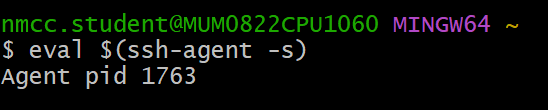 nmcc.student@MUM0822CPU1060 MINGW64 ~
$ eval $(ssh-agent -s)
Agent pid 1763